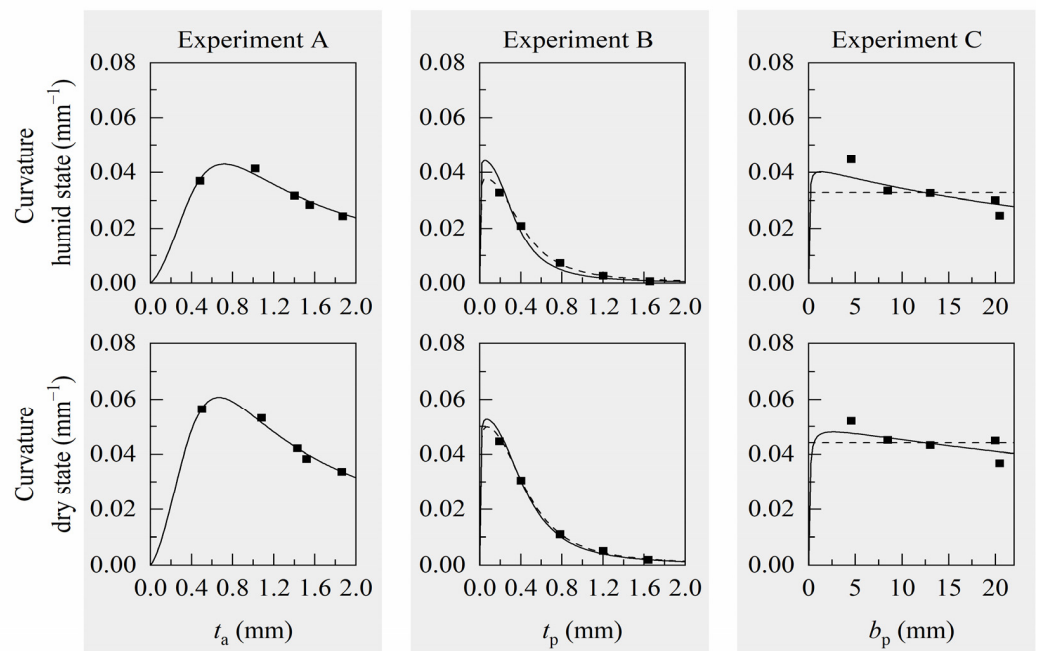 Experiment A Experiment B Experiment C
Curvature
humid state (mm⁻¹)
0.08 0.08 0.08
0.06 0.06 0.06
0.04 0.04 0.04
0.02 0.02 0.02
0.00 0.00 0.00
0.0 0.4 0.8 1.2 1.6 2.0 0.0 0.4 0.8 1.2 1.6 2.0 0 5 10 15 20
Curvature
dry state (mm⁻¹)
0.08 0.08 0.08
0.06 0.06 0.06
0.04 0.04 0.04
0.02 0.02 0.02
0.00 0.00 0.00
0.0 0.4 0.8 1.2 1.6 2.0 0.0 0.4 0.8 1.2 1.6 2.0 0 5 10 15 20
tₐ (mm) tₚ (mm) bₚ (mm)